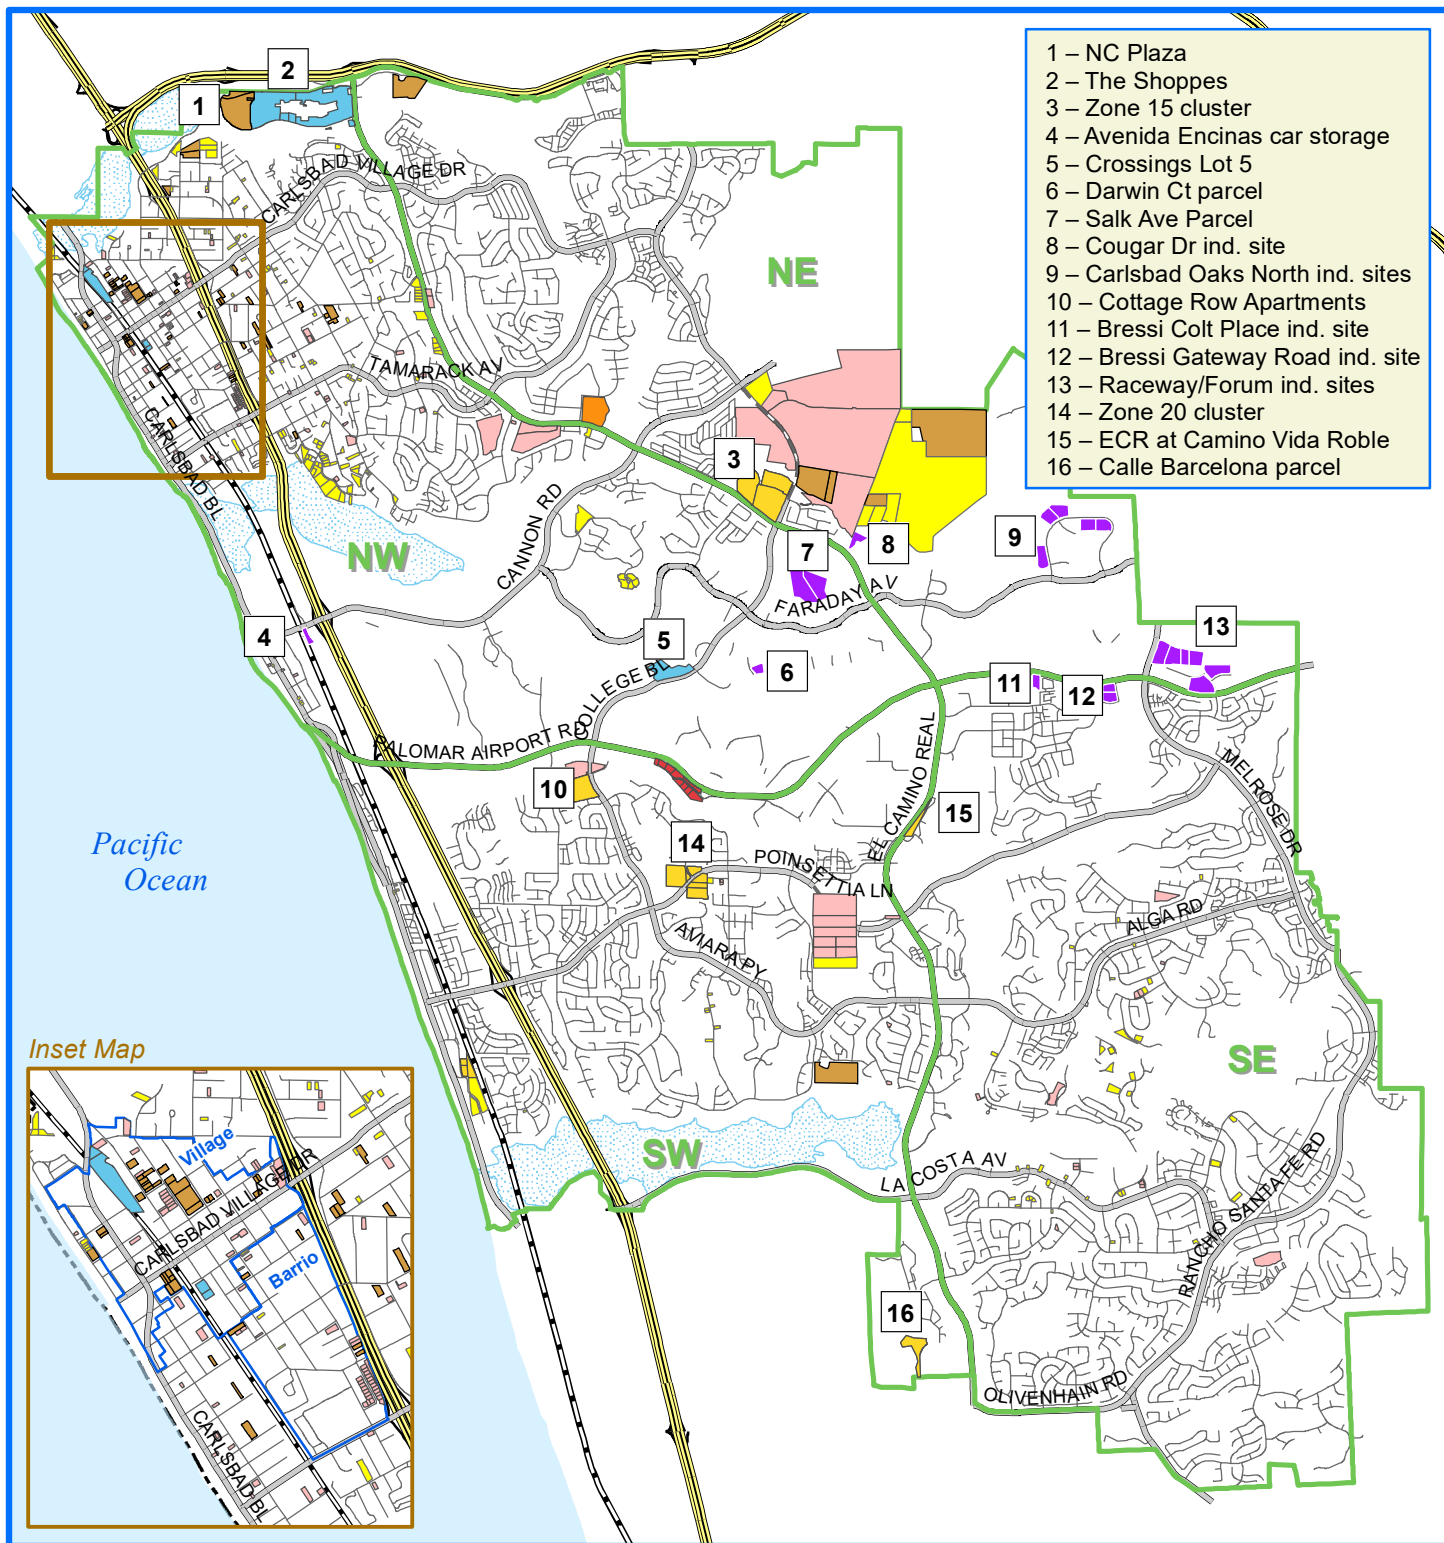 1 – NC Plaza
2 – The Shoppes
3 – Zone 15 cluster
4 – Avenida Encinas car storage
5 – Crossings Lot 5
6 – Darwin Ct parcel
7 – Salk Ave Parcel
8 – Cougar Dr ind. site
9 – Carlsbad Oaks North ind. sites
10 – Cottage Row Apartments
11 – Bressi Colt Place ind. site
12 – Bressi Gateway Road ind. site
13 – Raceway/Forum ind. sites
14 – Zone 20 cluster
15 – ECR at Camino Vida Roble
16 – Calle Barcelona parcel
2
1
CARLSBAD VILLAGE DR
NE
TAMARACK AV
CARLSBAD BL
3
NW
CANNON RD
7
8
9
FARADAY AV
4
5
6
13
COLLEGE BL
11
12
PALOMAR AIRPORT RD
EL CAMINO REAL
MELROSE DR
10
15
14
POINSETTIA LN
Pacific
Ocean
ALGA RD
AVIARA PY
SE
SW
LA COSTA AV
RANCHO SANTA FE RD
16
OLIVENHAIN RD
Inset Map
Village
CARLSBAD VILLAGE DR
Barrio
CARLSBAD BL